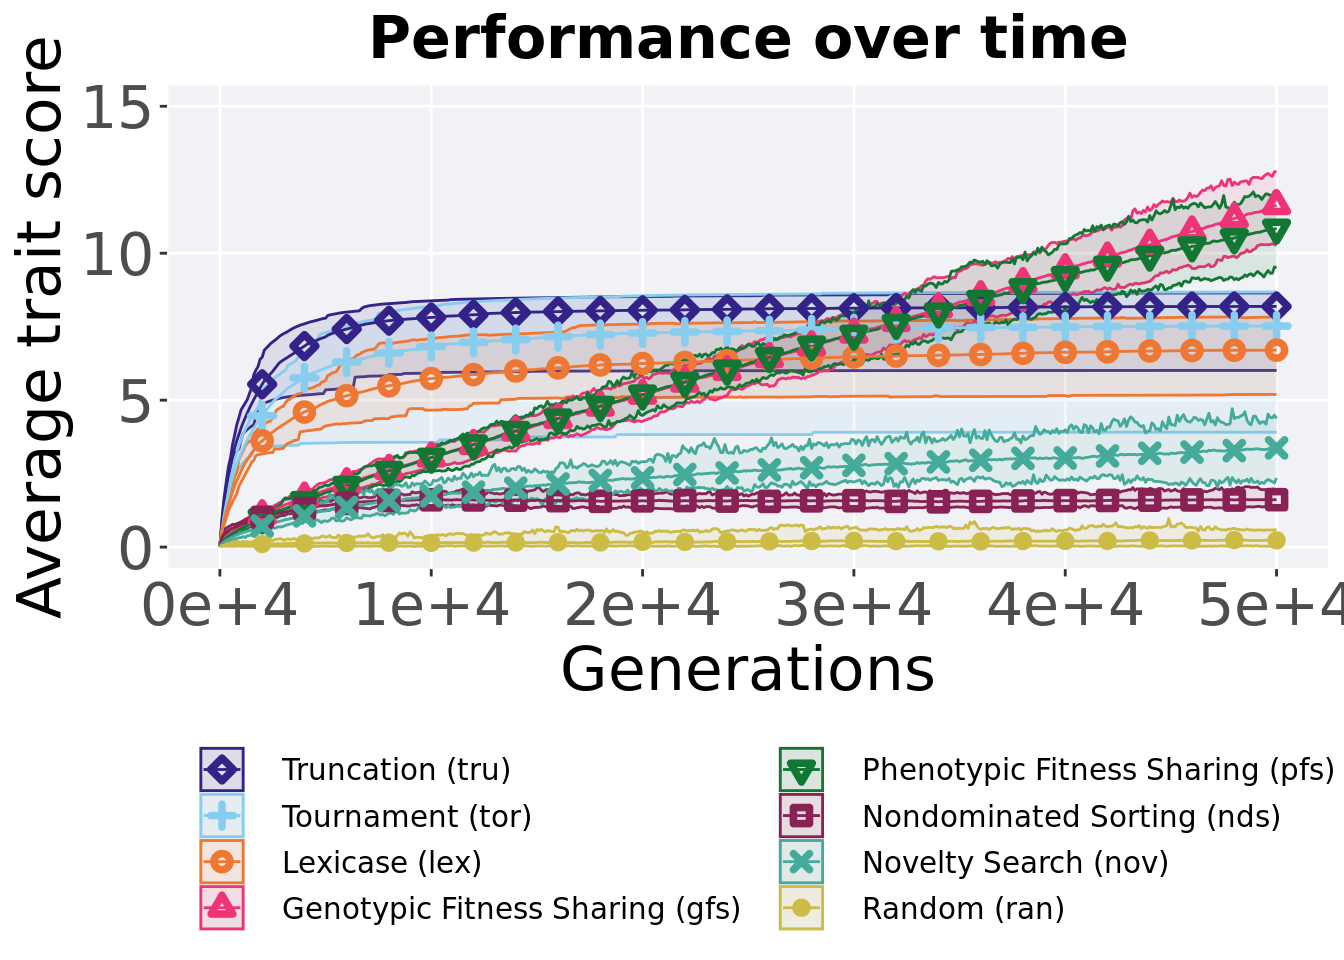 Performance over time
Average trait score
15
10
5
0
0e+4 1e+4 2e+4 3e+4 4e+4 5e+4
Generations
Truncation (tru)
Tournament (tor)
Lexicase (lex)
Genotypic Fitness Sharing (gfs)
Phenotypic Fitness Sharing (pfs)
Nondominated Sorting (nds)
Novelty Search (nov)
Random (ran)